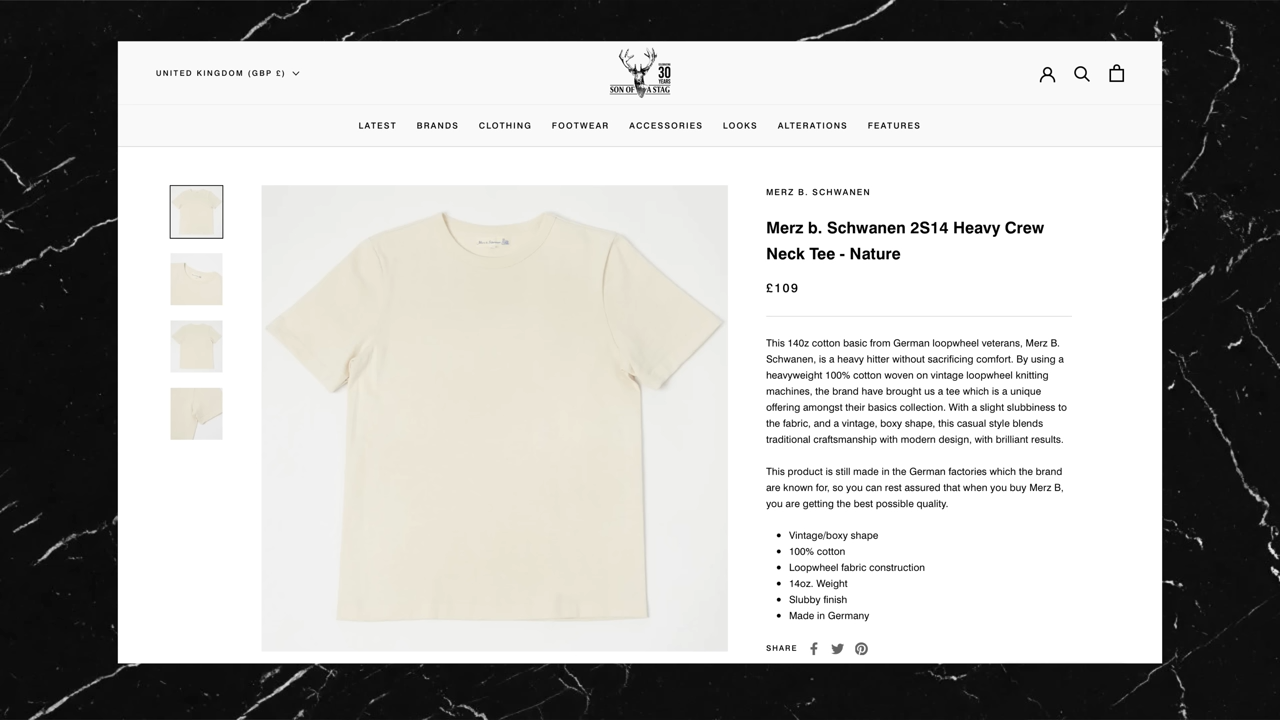 UNITED KINGDOM (GBP £)
30
YEARS
SON OF A STAG
LATEST BRANDS CLOTHING FOOTWEAR ACCESSORIES LOOKS ALTERATIONS FEATURES
MERZ B. SCHWANEN
Merz b. Schwanen 2S14 Heavy Crew
Neck Tee - Nature
£109
This 140z cotton basic from German loopwheel veterans, Merz B.
Schwanen, is a heavy hitter without sacrificing comfort. By using a
heavyweight 100% cotton woven on vintage loopwheel knitting
machines, the brand have brought us a tee which is a unique
offering amongst their basics collection. With a slight slubbiness to
the fabric, and a vintage, boxy shape, this casual style blends
traditional craftsmanship with modern design, with brilliant results.
This product is still made in the German factories which the brand
are known for, so you can rest assured that when you buy Merz B,
you are getting the best possible quality.
• Vintage/boxy shape
• 100% cotton
• Loopwheel fabric construction
• 14oz. Weight
• Slubby finish
• Made in Germany
SHARE